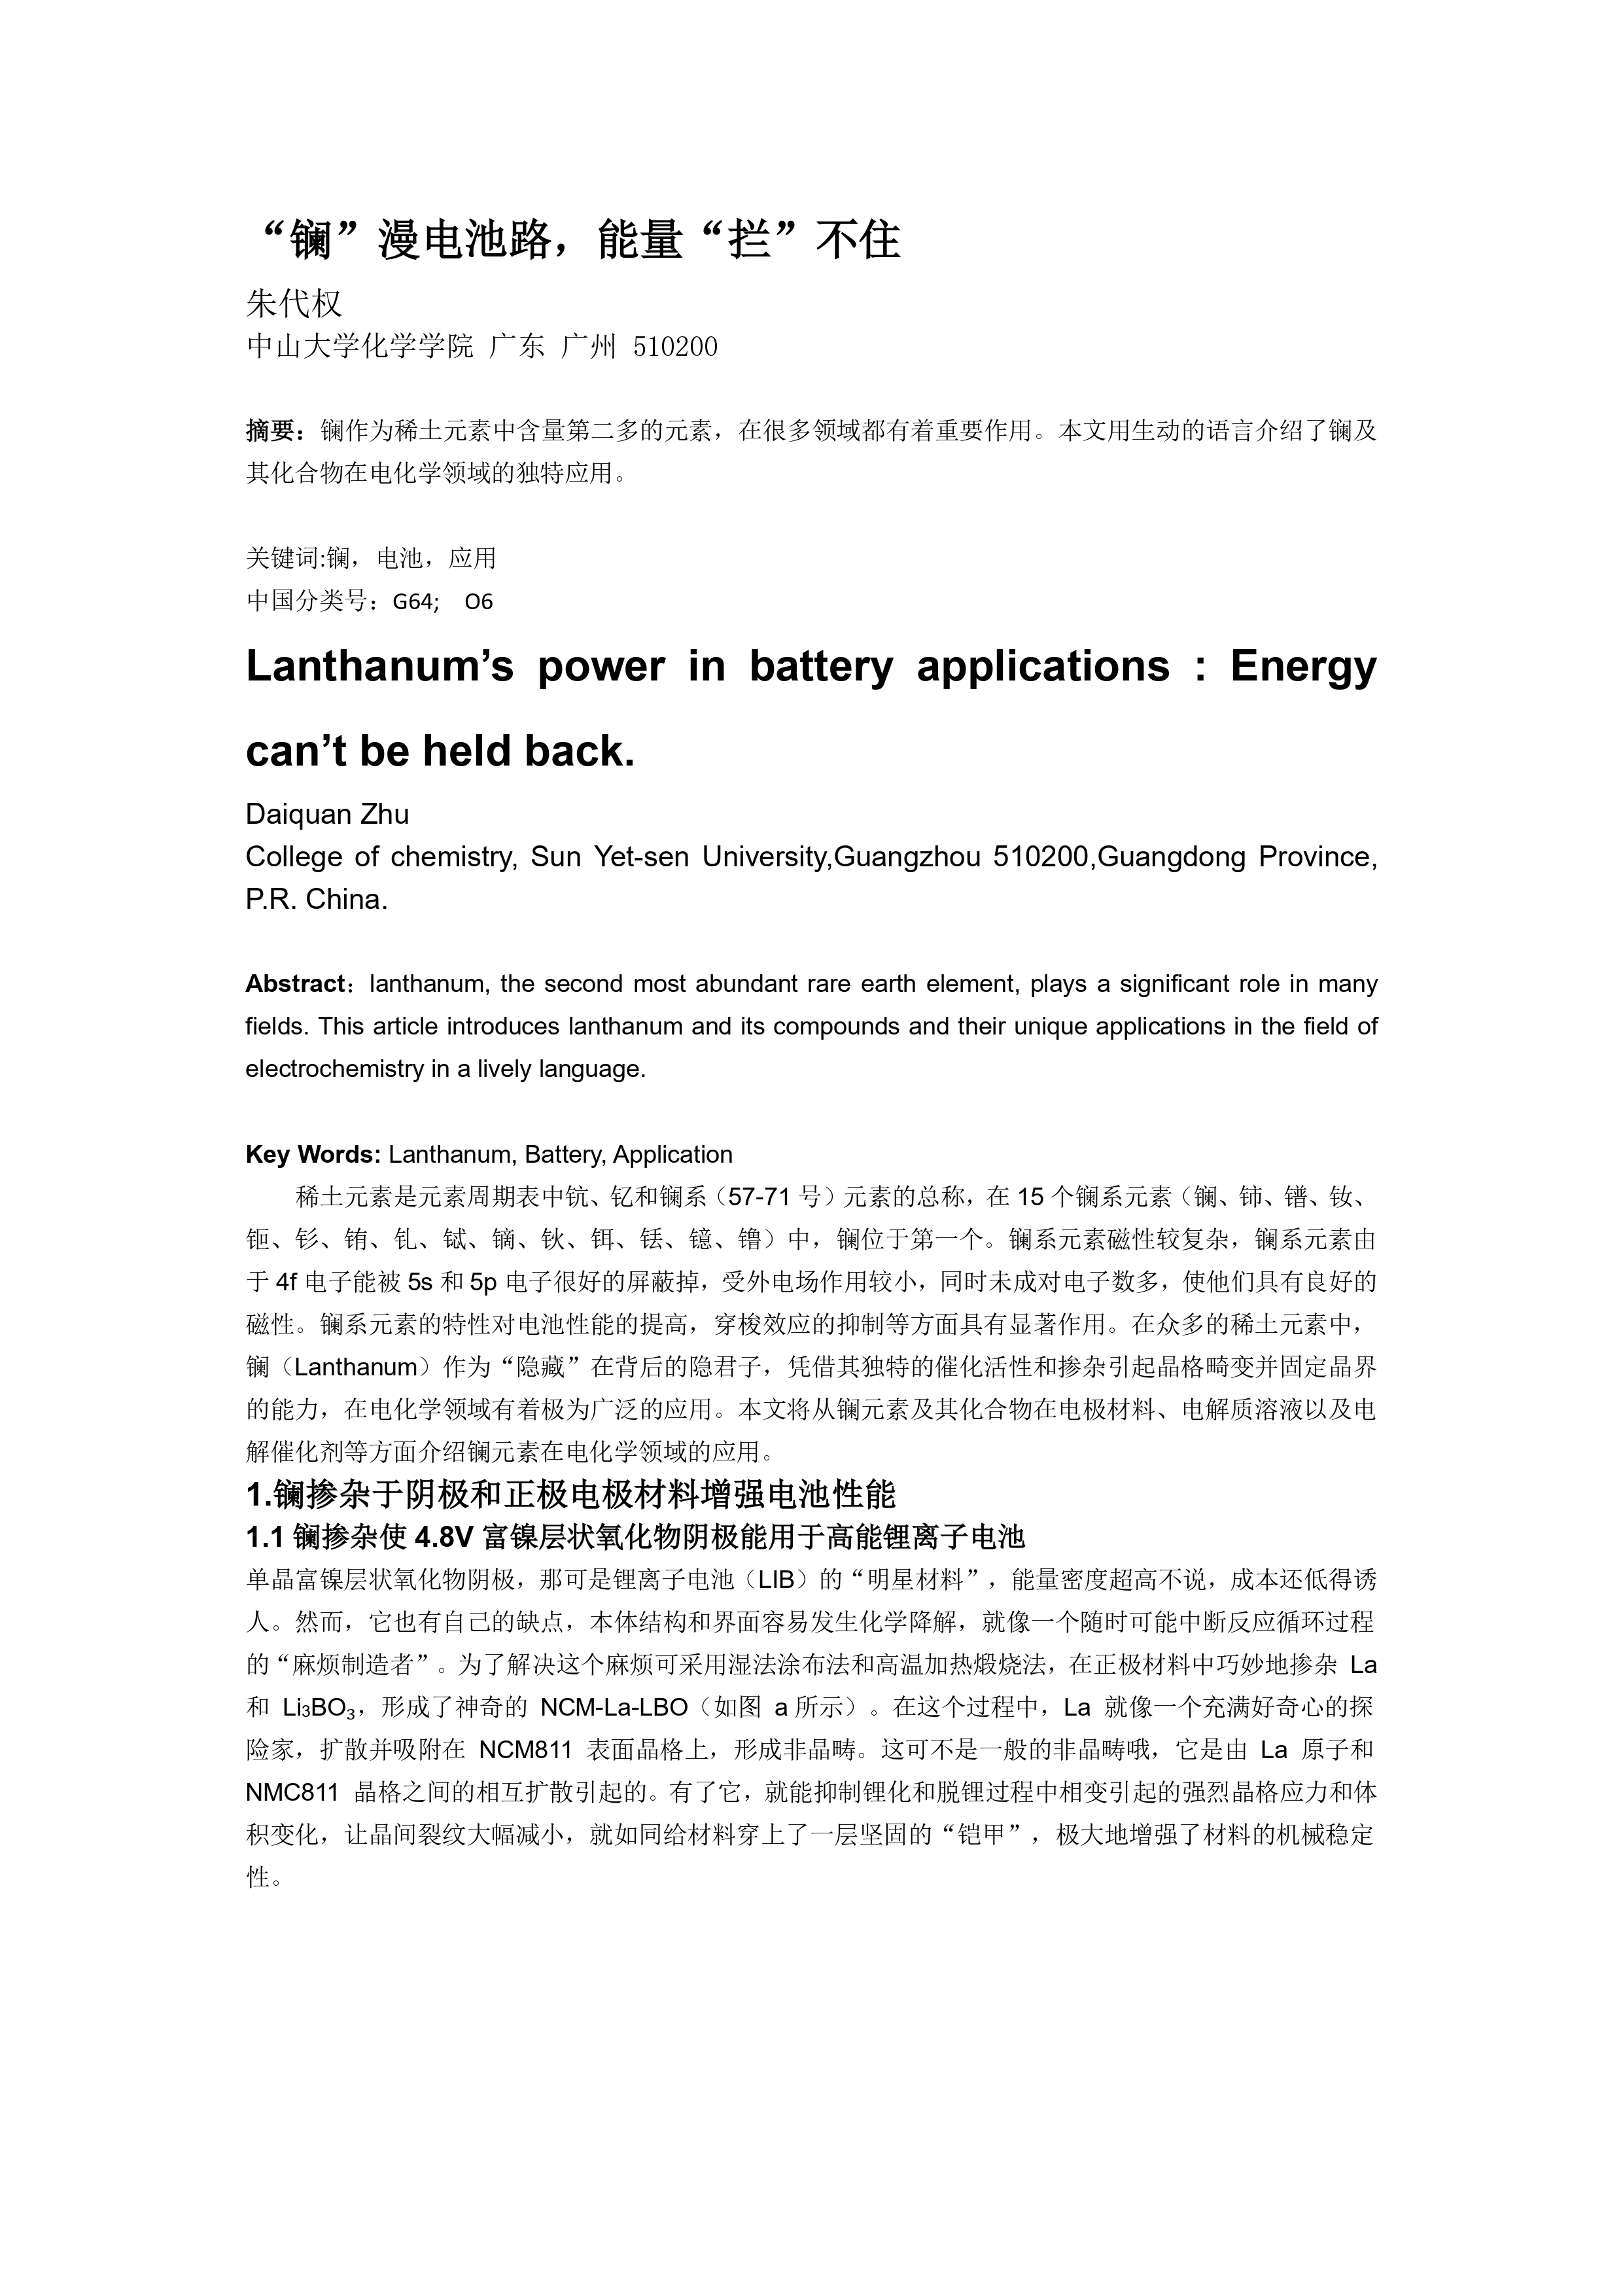 “镧”漫电池路，能量“拦”不住
朱代权
中山大学化学学院 广东 广州 510200
摘要：镧作为稀土元素中含量第二多的元素，在很多领域都有着重要作用。本文用生动的语言介绍了镧及
其化合物在电化学领域的独特应用。
关键词:镧，电池，应用
中国分类号：G64; O6
Lanthanum’s power in battery applications : Energy
can’t be held back.
Daiquan Zhu
College of chemistry, Sun Yet-sen University,Guangzhou 510200,Guangdong Province,
P.R. China.
Abstract：lanthanum, the second most abundant rare earth element, plays a significant role in many
fields. This article introduces lanthanum and its compounds and their unique applications in the field of
electrochemistry in a lively language.
Key Words: Lanthanum, Battery, Application
稀土元素是元素周期表中钪、钇和镧系（57-71 号）元素的总称，在 15 个镧系元素（镧、铈、镨、钕、
钷、钐、铕、钆、铽、镝、钬、铒、铥、镱、镥）中，镧位于第一个。镧系元素磁性较复杂，镧系元素由
于 4f 电子能被 5s 和 5p 电子很好的屏蔽掉，受外电场作用较小，同时未成对电子数多，使他们具有良好的
磁性。镧系元素的特性对电池性能的提高，穿梭效应的抑制等方面具有显著作用。在众多的稀土元素中，
镧（Lanthanum）作为“隐藏”在背后的隐君子，凭借其独特的催化活性和掺杂引起晶格畸变并固定晶界
的能力，在电化学领域有着极为广泛的应用。本文将从镧元素及其化合物在电极材料、电解质溶液以及电
解催化剂等方面介绍镧元素在电化学领域的应用。
1.镧掺杂于阴极和正极电极材料增强电池性能
1.1 镧掺杂使 4.8V 富镍层状氧化物阴极能用于高能锂离子电池
单晶富镍层状氧化物阴极，那可是锂离子电池（LIB）的“明星材料”，能量密度超高不说，成本还低得诱
人。然而，它也有自己的缺点，本体结构和界面容易发生化学降解，就像一个随时可能中断反应循环过程
的“麻烦制造者”。为了解决这个麻烦可采用湿法涂布法和高温加热煅烧法，在正极材料中巧妙地掺杂 La
和 Li₃BO₃，形成了神奇的 NCM-La-LBO（如图 a 所示）。在这个过程中，La 就像一个充满好奇心的探
险家，扩散并吸附在 NCM811 表面晶格上，形成非晶畴。这可不是一般的非晶畴哦，它是由 La 原子和
NMC811 晶格之间的相互扩散引起的。有了它，就能抑制锂化和脱锂过程中相变引起的强烈晶格应力和体
积变化，让晶间裂纹大幅减小，就如同给材料穿上了一层坚固的“铠甲”，极大地增强了材料的机械稳定
性。